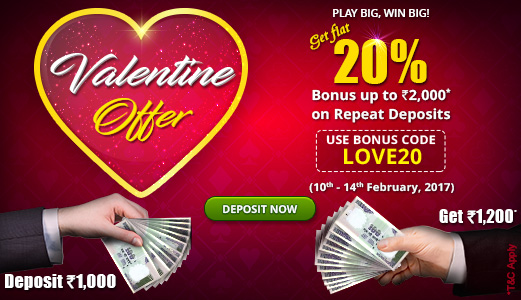 Valentine
Offer
PLAY BIG, WIN BIG!
Get flat
20%
Bonus up to ₹2,000*
on Repeat Deposits
USE BONUS CODE
LOVE20
(10th - 14th February, 2017)
DEPOSIT NOW
Deposit ₹1,000
Get ₹1,200*
*T&C Apply